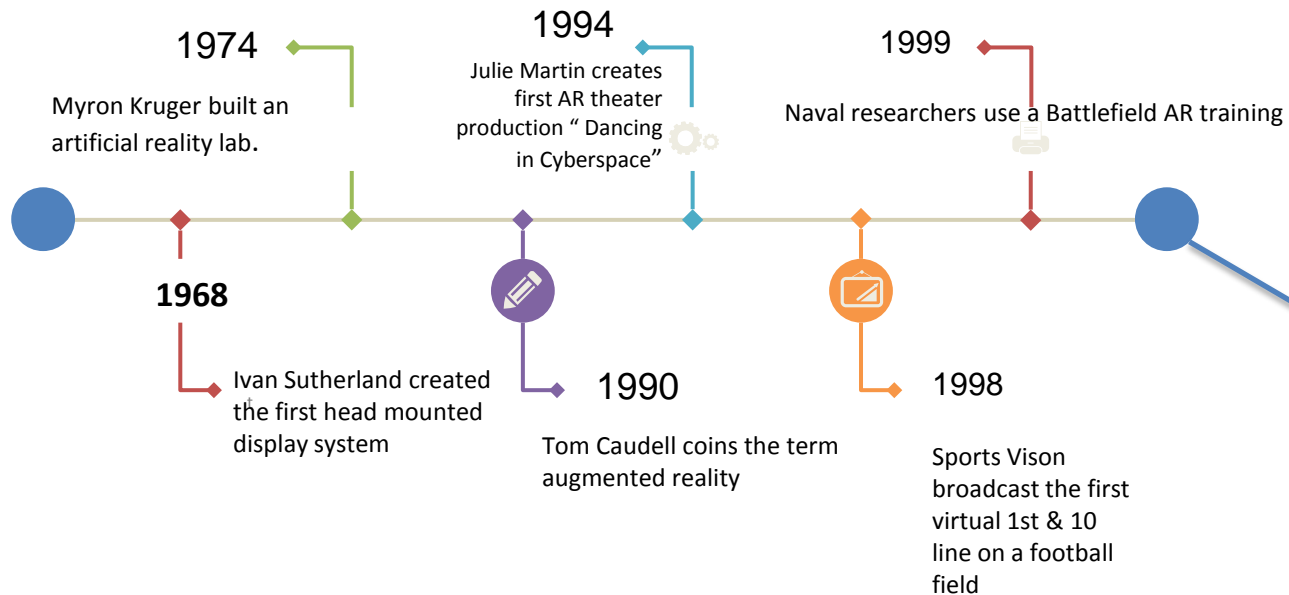 1974
Myron Kruger built an
artificial reality lab.
1994
Julie Martin creates
first AR theater
production “ Dancing
in Cyberspace”
1999
Naval researchers use a Battlefield AR training
1968
Ivan Sutherland created
the first head mounted
display system
t
1990
Tom Caudell coins the term
augmented reality
1998
Sports Vison
broadcast the first
virtual 1st & 10
line on a football
field